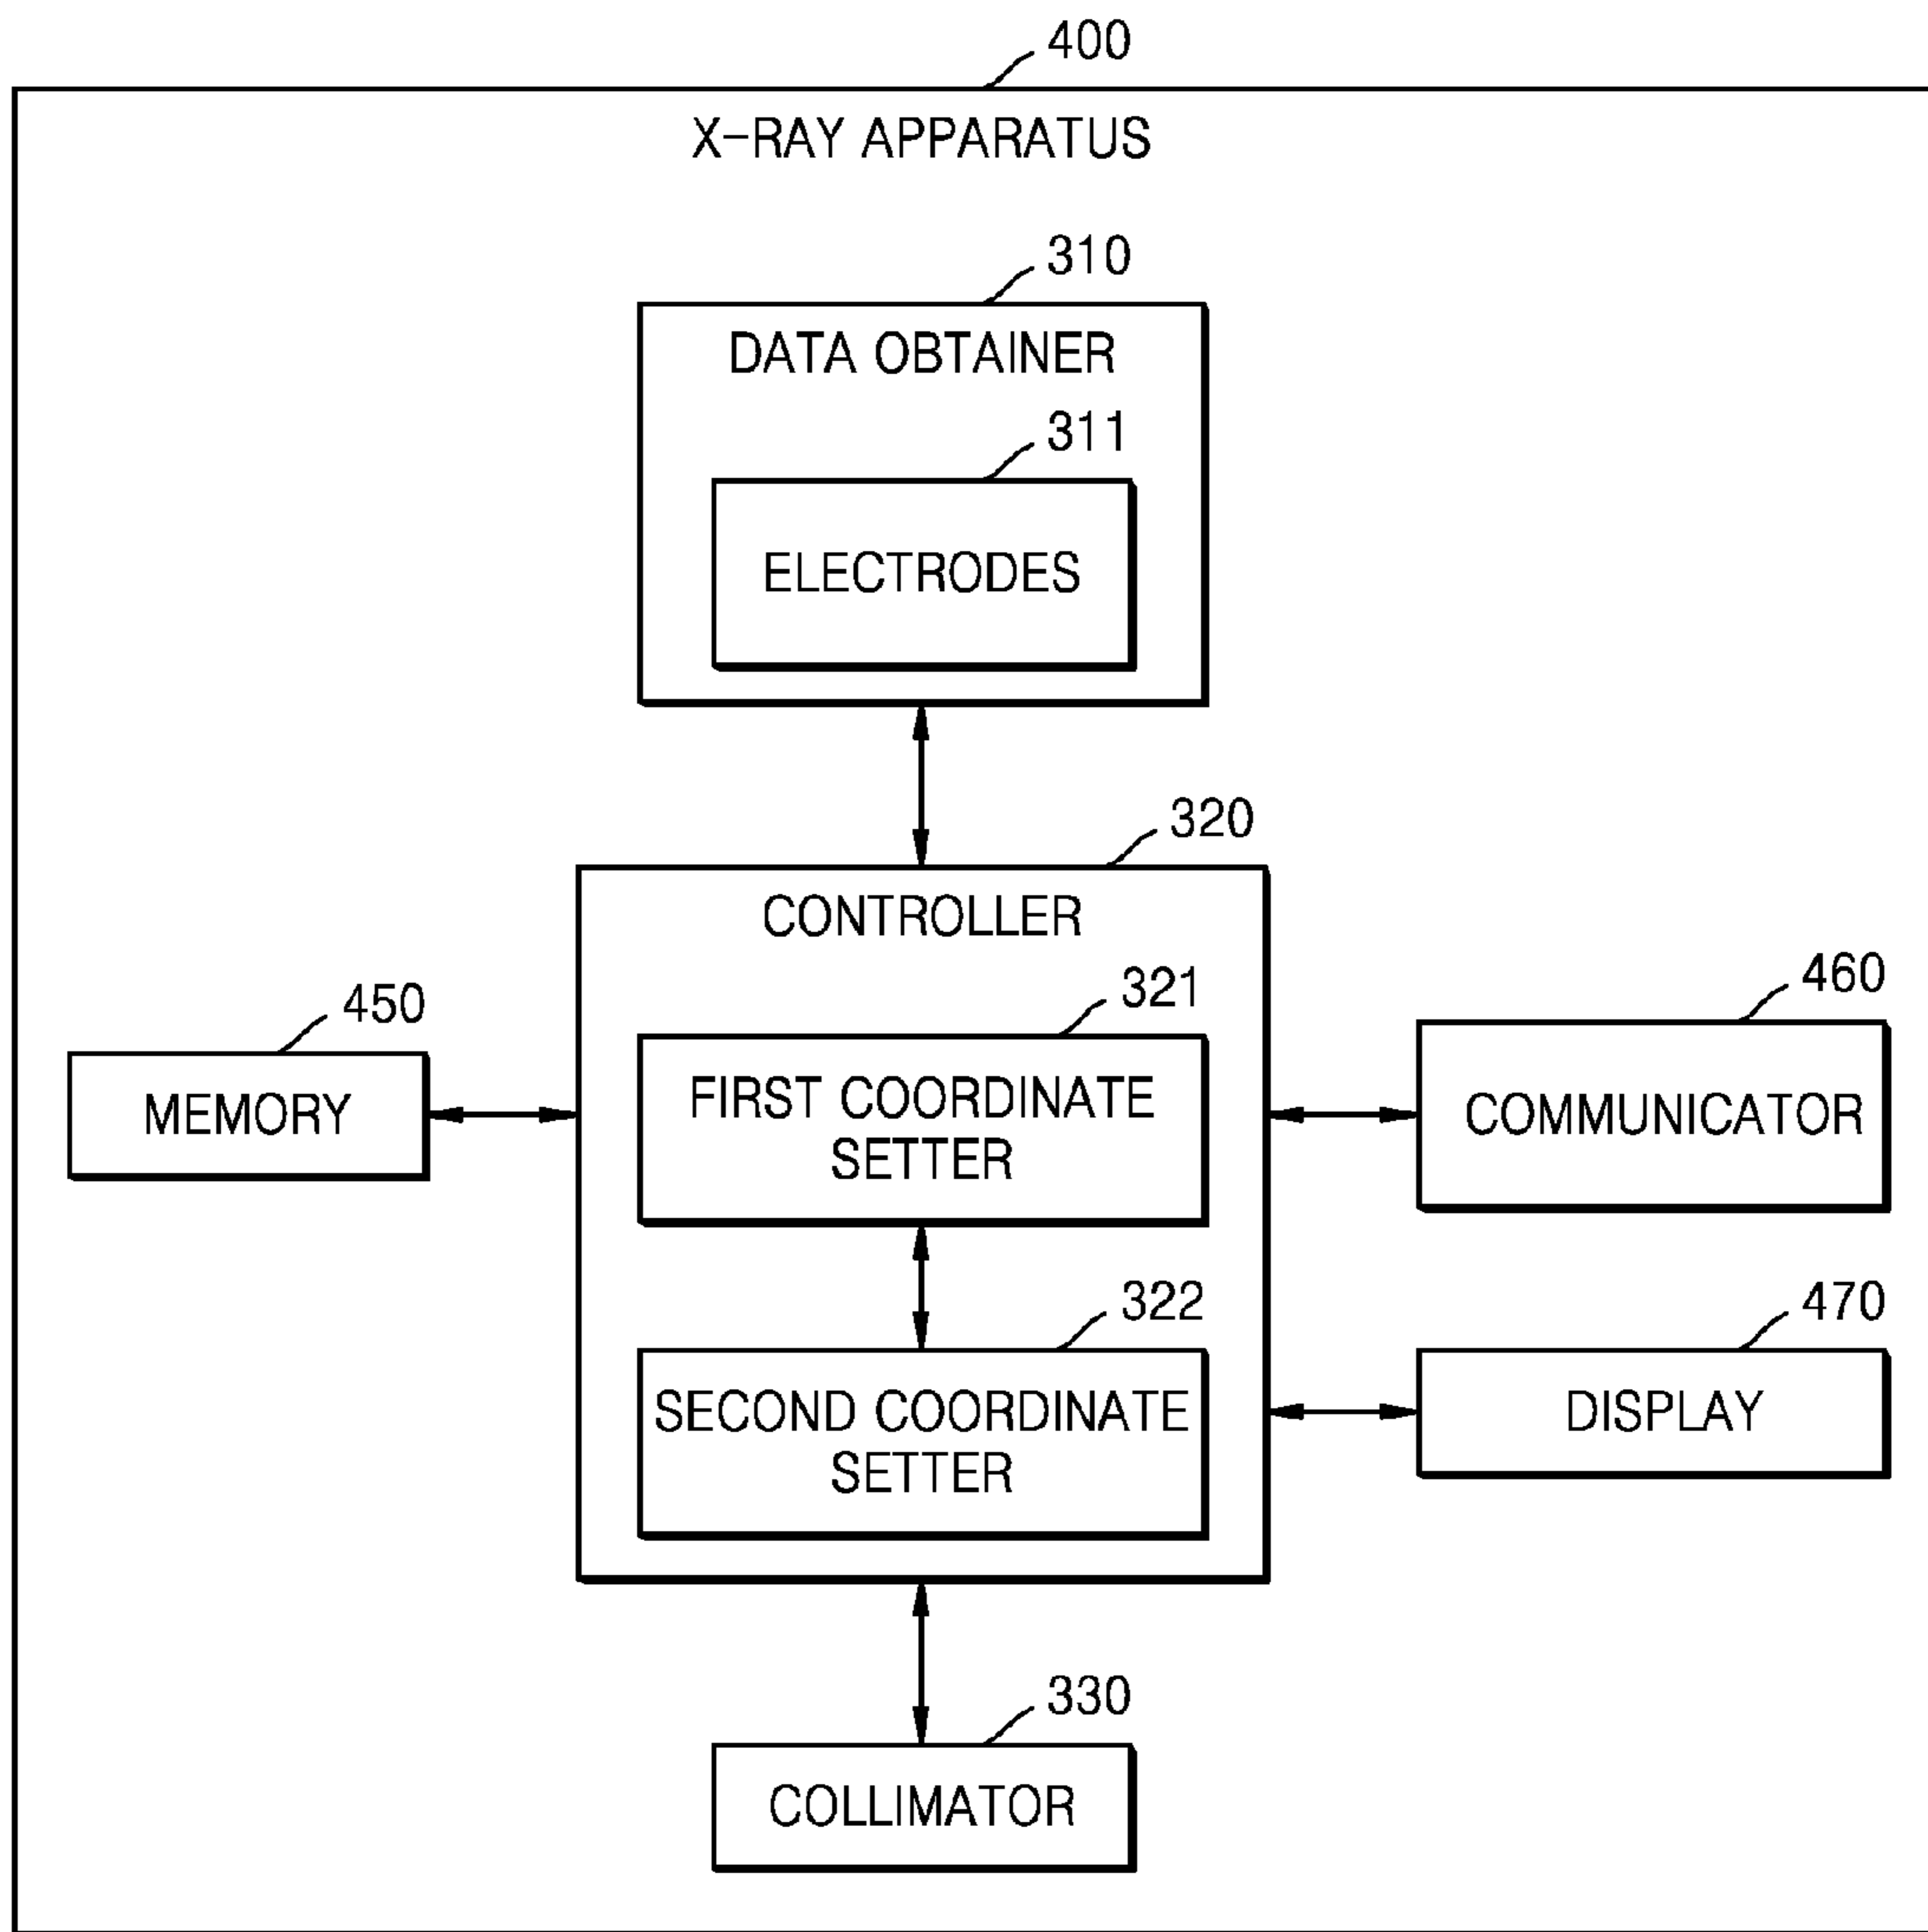 400
X-RAY APPARATUS
310
DATA OBTAINER
311
ELECTRODES
320
CONTROLLER
450
MEMORY
321
FIRST COORDINATE
SETTER
460
COMMUNICATOR
322
SECOND COORDINATE
SETTER
470
DISPLAY
330
COLLIMATOR